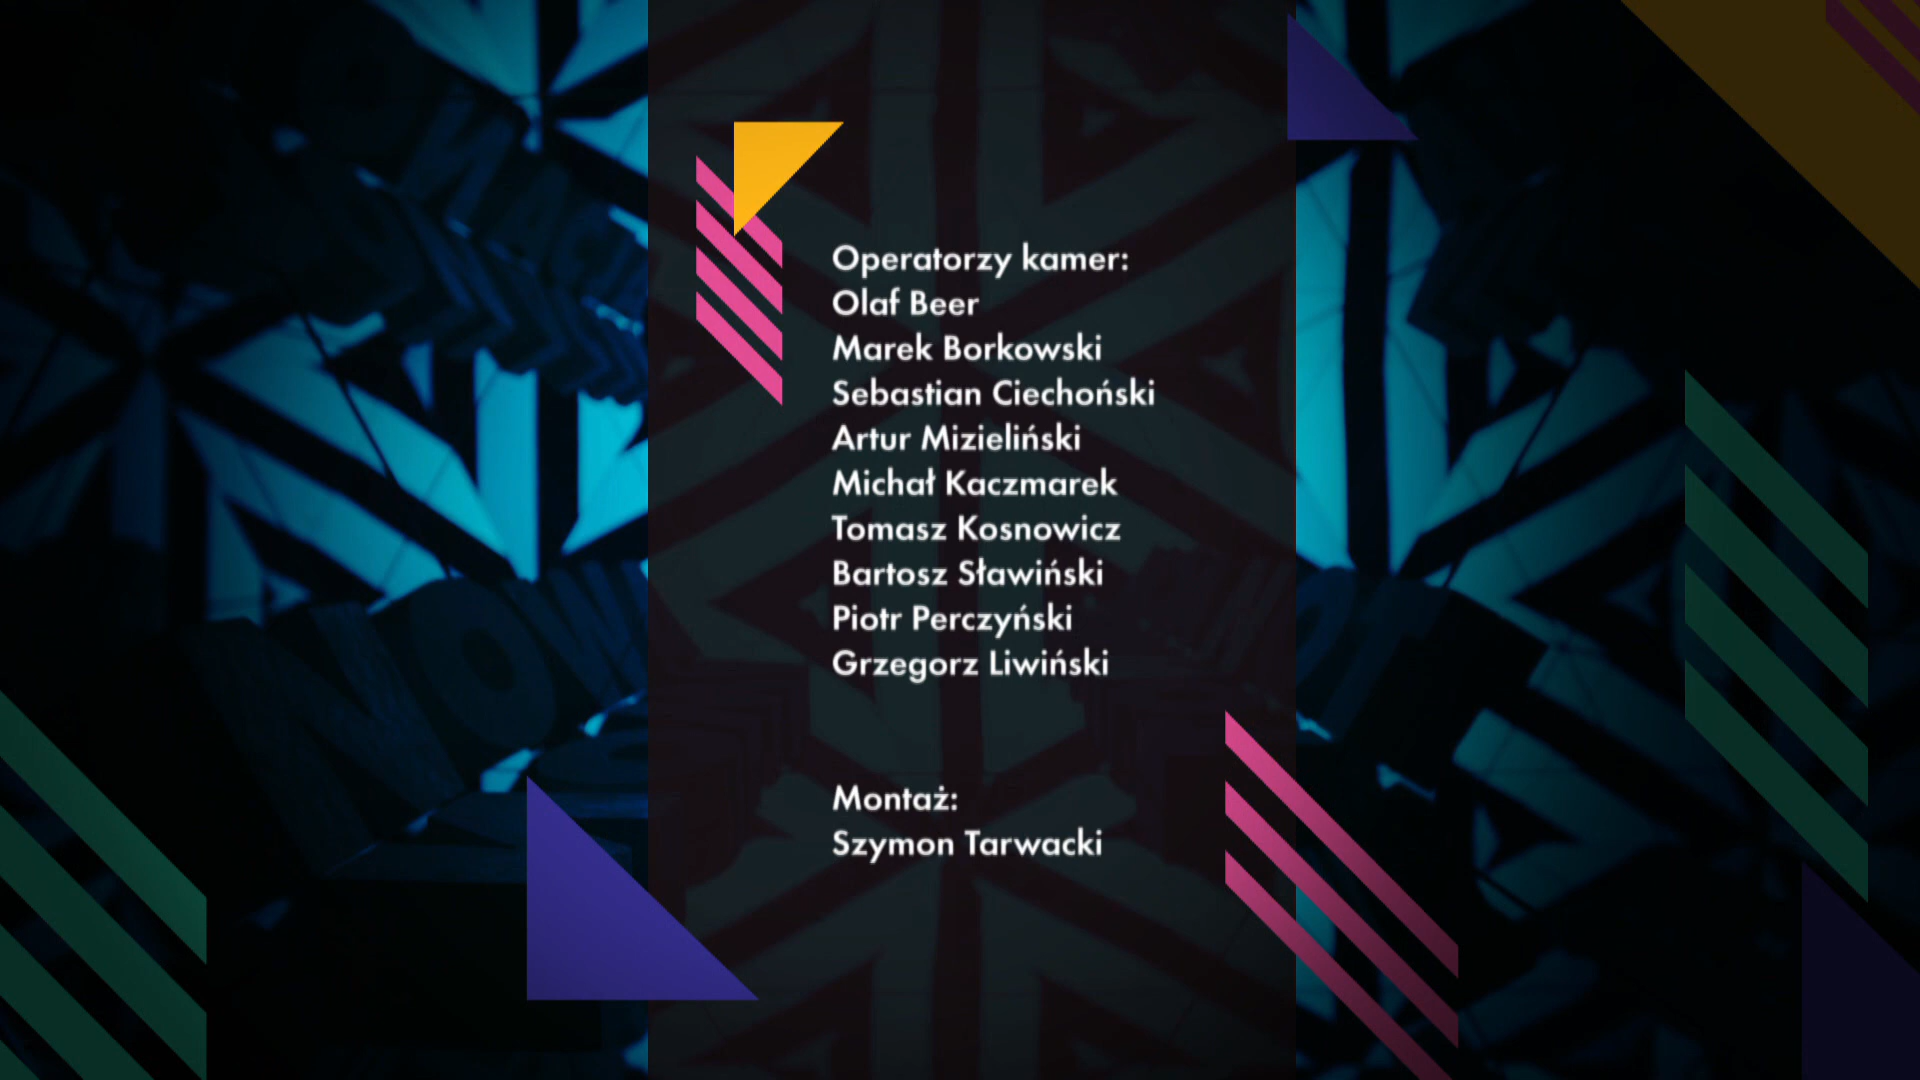 Operatorzy kamer:
Olaf Beer
Marek Borkowski
Sebastian Ciechoński
Artur Mizieliński
Michał Kaczmarek
Tomasz Kosnowicz
Bartosz Sławiński
Piotr Perczyński
Grzegorz Liwiński
Montaż:
Szymon Tarwacki